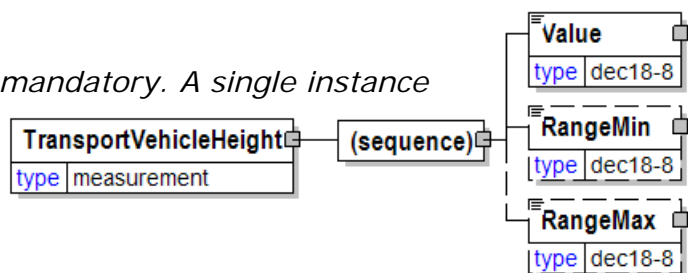 Value
type dec18-8
mandatory. A single instance
RangeMin
TransportVehicleHeight (sequence)
type measurement
type dec18-8
RangeMax
type dec18-8